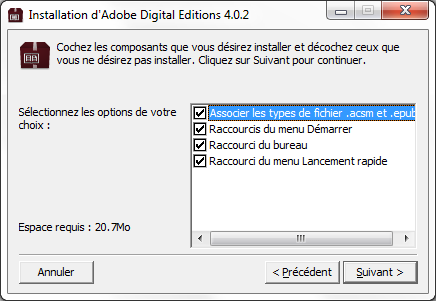 Installation d'Adobe Digital Editions 4.0.2
Cochez les composants que vous désirez installer et décochez ceux que
vous ne désirez pas installer. Cliquez sur Suivant pour continuer.
Sélectionnez les options de votre
choix :
Associer les types de fichier .acsm et .epub
Raccourcis du menu Démarrer
Raccourci du bureau
Raccourci du menu Lancement rapide
Espace requis : 20.7Mo
Annuler
< Précédent
Suivant >